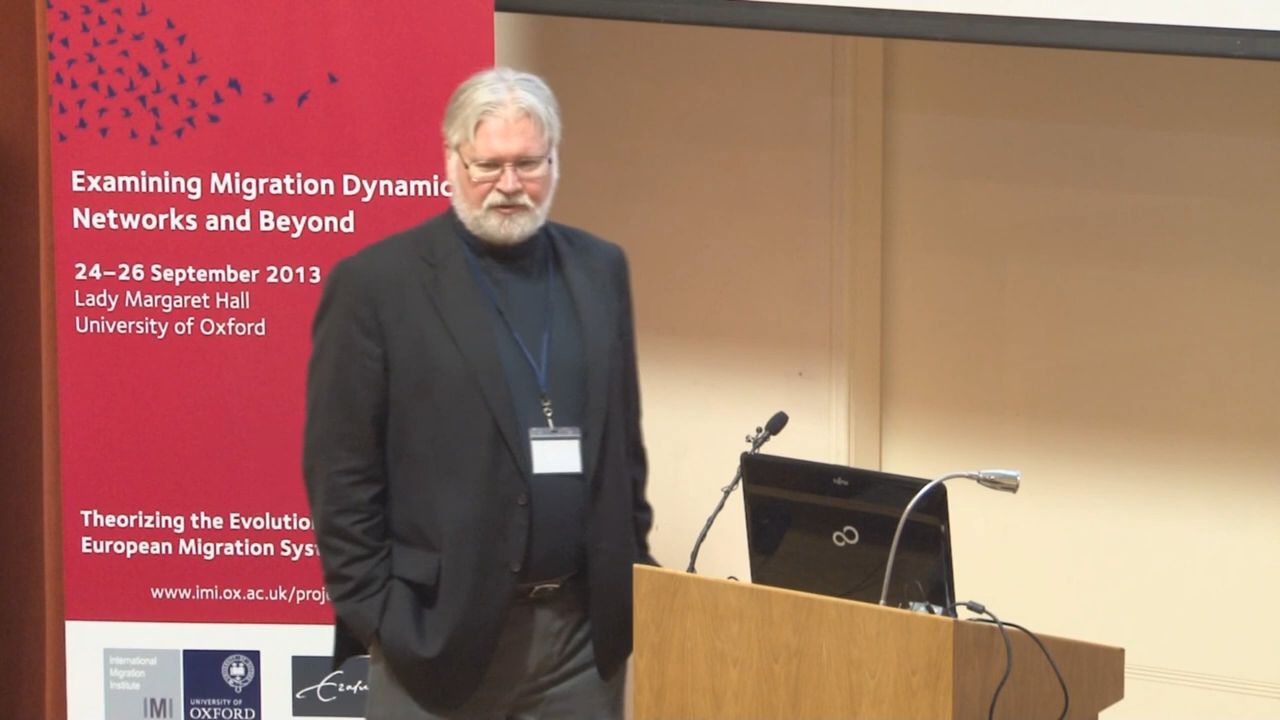 Examining Migration Dynamic
Networks and Beyond
24–26 September 2013
Lady Margaret Hall
University of Oxford
Theorizing the Evolution
European Migration Sys
www.imi.ox.ac.uk/proj
International
Migration
Institute
IMI
UNIVERSITY OF
OXFORD
FUJITSU